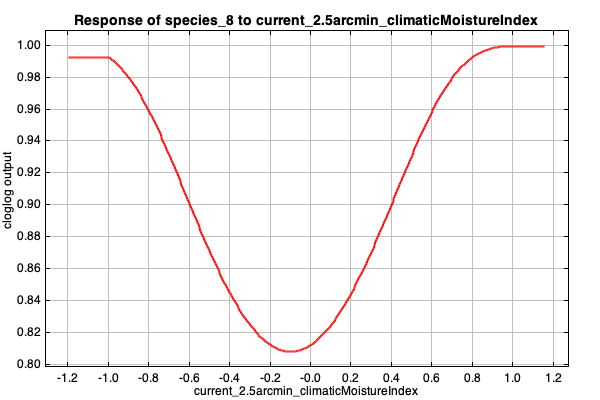 Response of species_8 to current_2.5arcmin_climaticMoistureIndex
1.00
0.98
0.96
0.94
0.92
0.90
0.88
0.86
0.84
0.82
0.80
cloglog output
-1.2 -1.0 -0.8 -0.6 -0.4 -0.2 -0.0 0.2 0.4 0.6 0.8 1.0 1.2
current_2.5arcmin_climaticMoistureIndex